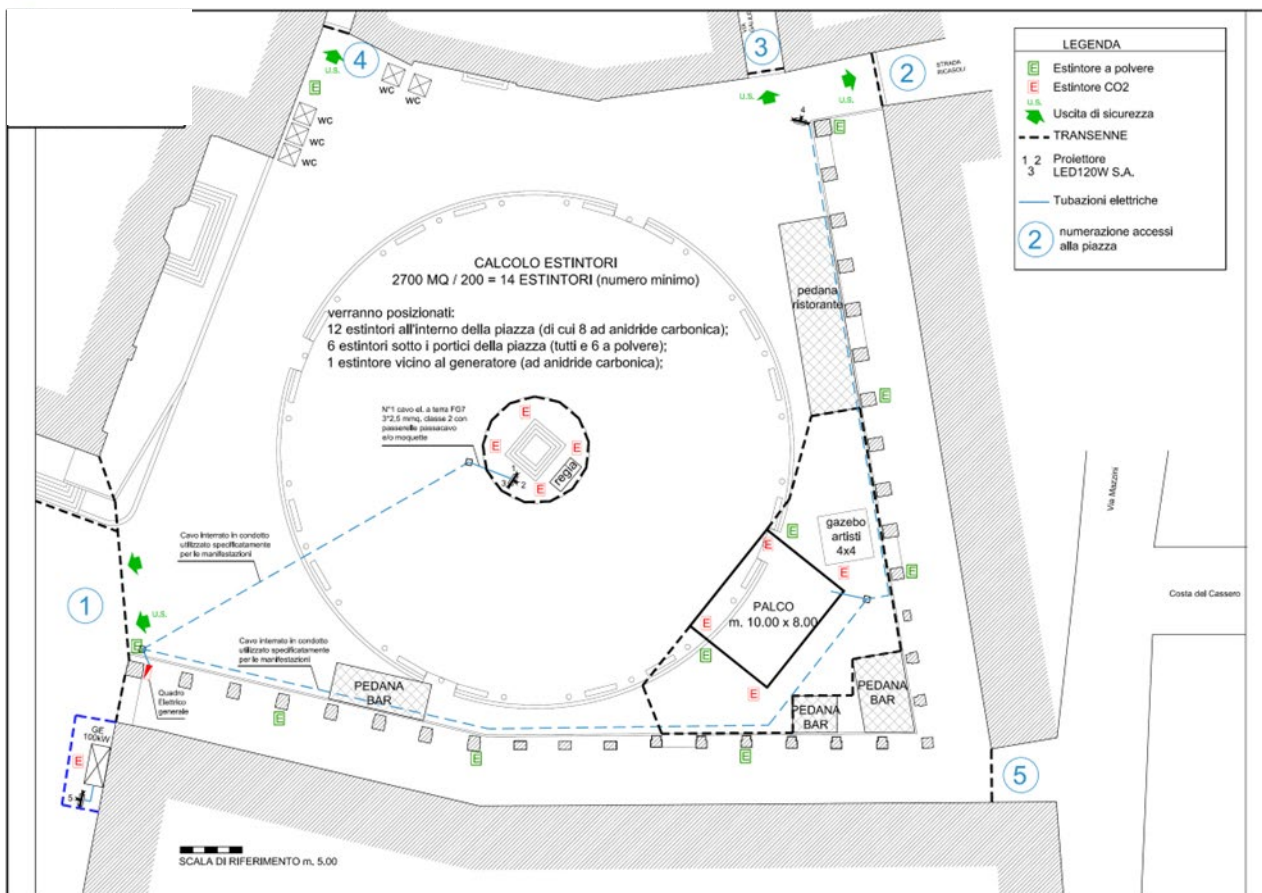 4
U.S.
E
WC
WC
WC
WC
WC
VIA
3
U.S.
U.S.
2
STRADA
RICASOLI
4
E
LEGENDA
E Estintore a polvere
E Estintore CO2
U.S.
Uscita di sicurezza
TRANSENNE
1 2
3
Proiettore
LED120W S.A.
Tubazioni elettriche
2 numerazione accessi
alla piazza
CALCOLO ESTINTORI
2700 MQ / 200 = 14 ESTINTORI (numero minimo)
verranno posizionati:
12 estintori all'interno della piazza (di cui 8 ad anidride carbonica);
6 estintori sotto i portici della piazza (tutti e 6 a polvere);
1 estintore vicino al generatore (ad anidride carbonica);
pedana
ristorante
E
N°1 cavo el. a terra FG7
3*2,5 mmq, classe 2 con
passerelle passacavo
e/o moquette
E
E
E
E
1
2
3
regia
Cavo interrato in condotto
utilizzato specificatamente
per le manifestazioni
gazebo
artisti
4x4
E
E
E
E
PALCO
m. 10.00 x 8.00
E
E
E
Via Mazzini
Costa del Cassero
1
U.S.
E
Cavo interrato in condotto
utilizzato specificatamente
per le manifestazioni
PEDANA
BAR
PEDANA
BAR
PEDANA
BAR
Quadro
Elettrico
generale
E
E
E
GE
100kW
E
5
5
SCALA DI RIFERIMENTO m. 5.00